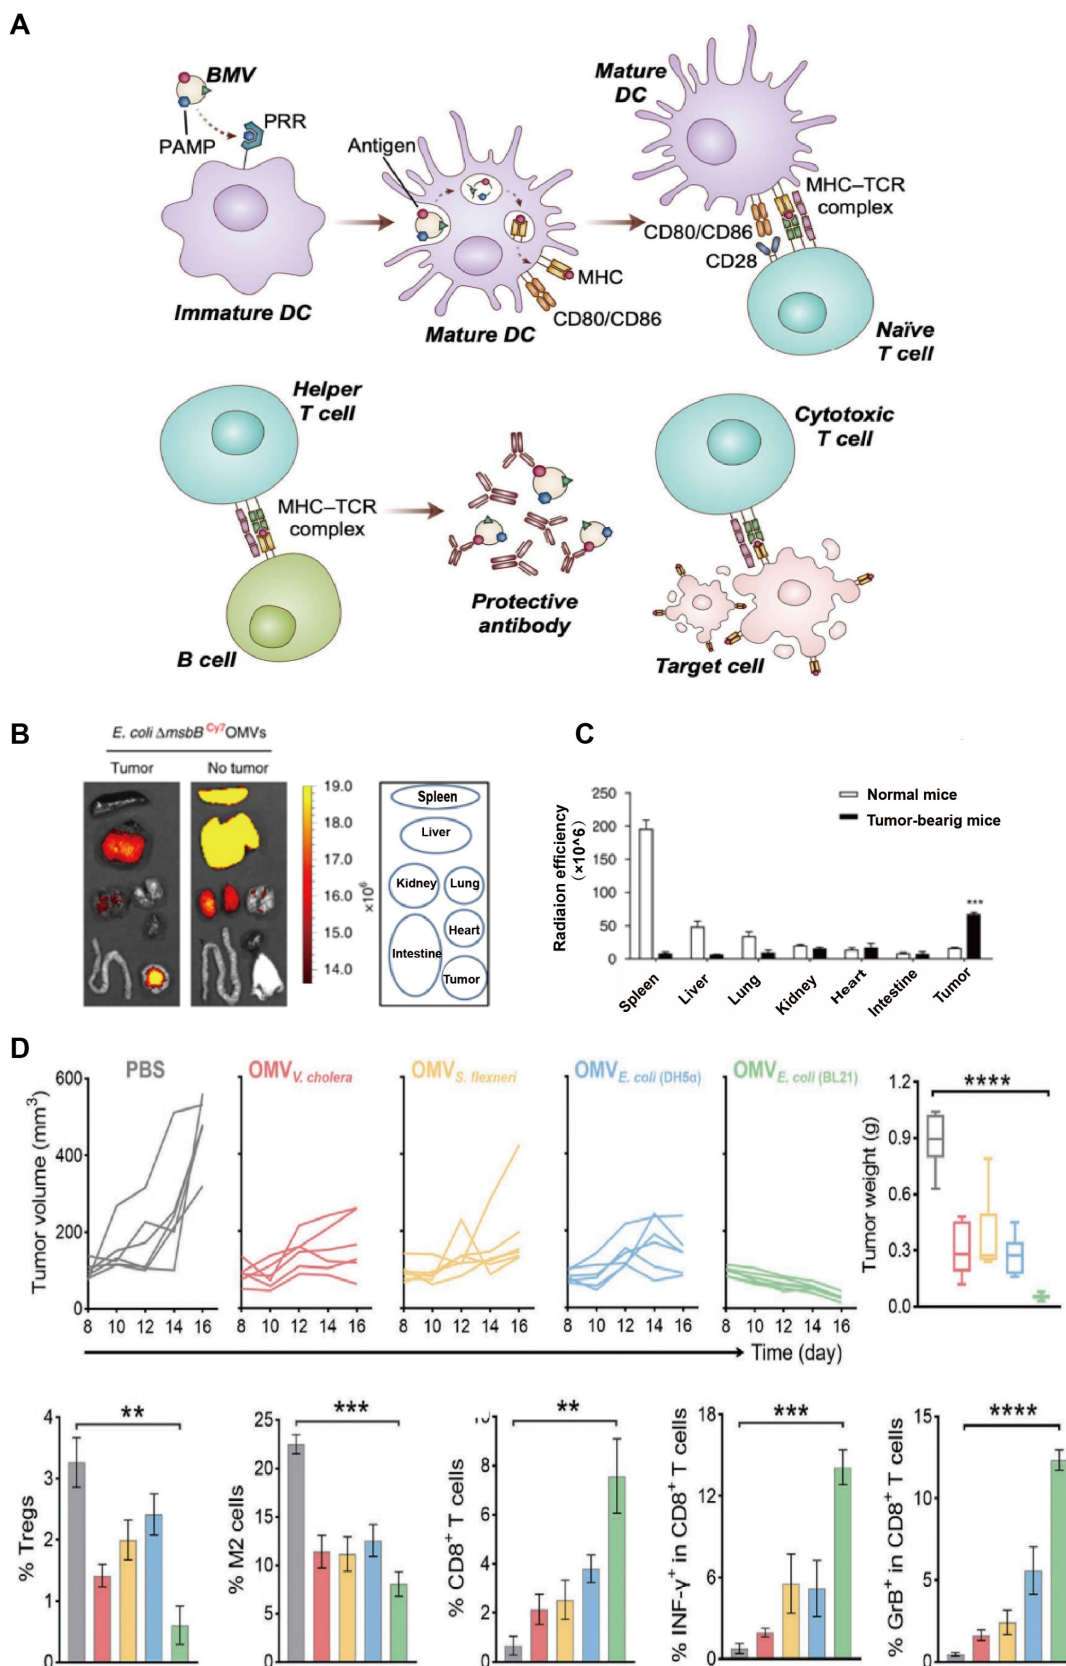 A
BMV
PAMP
PRR
Immature DC
Antigen
MHC
CD80/CD86
Mature DC
Mature
DC
MHC–TCR
complex
CD80/CD86
CD28
Naïve
T cell
Helper
T cell
MHC–TCR
complex
B cell
Protective
antibody
Cytotoxic
T cell
Target cell
B
E. coli ΔmsbB Cy7 OMVs
Tumor
No tumor
19.0
18.0
17.0
16.0
15.0
14.0
×10⁶
Spleen
Liver
Kidney
Lung
Heart
Intestine
Tumor
C
Radiaion efficiency
(×10^6)
250
200
150
100
50
0
Normal mice
Tumor-bearig mice
***
Spleen
Liver
Lung
Kidney
Heart
Intestine
Tumor
D
PBS
OMV V. cholera
OMV S. flexneri
OMV E. coli (DH5α)
OMV E. coli (BL21)
Tumor volume (mm³)
600
400
200
0
8 10 12 14 16
8 10 12 14 16
8 10 12 14 16
8 10 12 14 16
8 10 12 14 16
Time (day)
Tumor weight (g)
1.2
0.9
0.6
0.3
0.0
****
% Tregs
4
3
2
1
0
**
% M2 cells
25
20
15
10
5
0
***
% CD8⁺ T cells
8
6
4
2
0
**
% INF-γ⁺ in CD8⁺ T cells
18
12
6
0
***
% GrB⁺ in CD8⁺ T cells
15
10
5
0
****